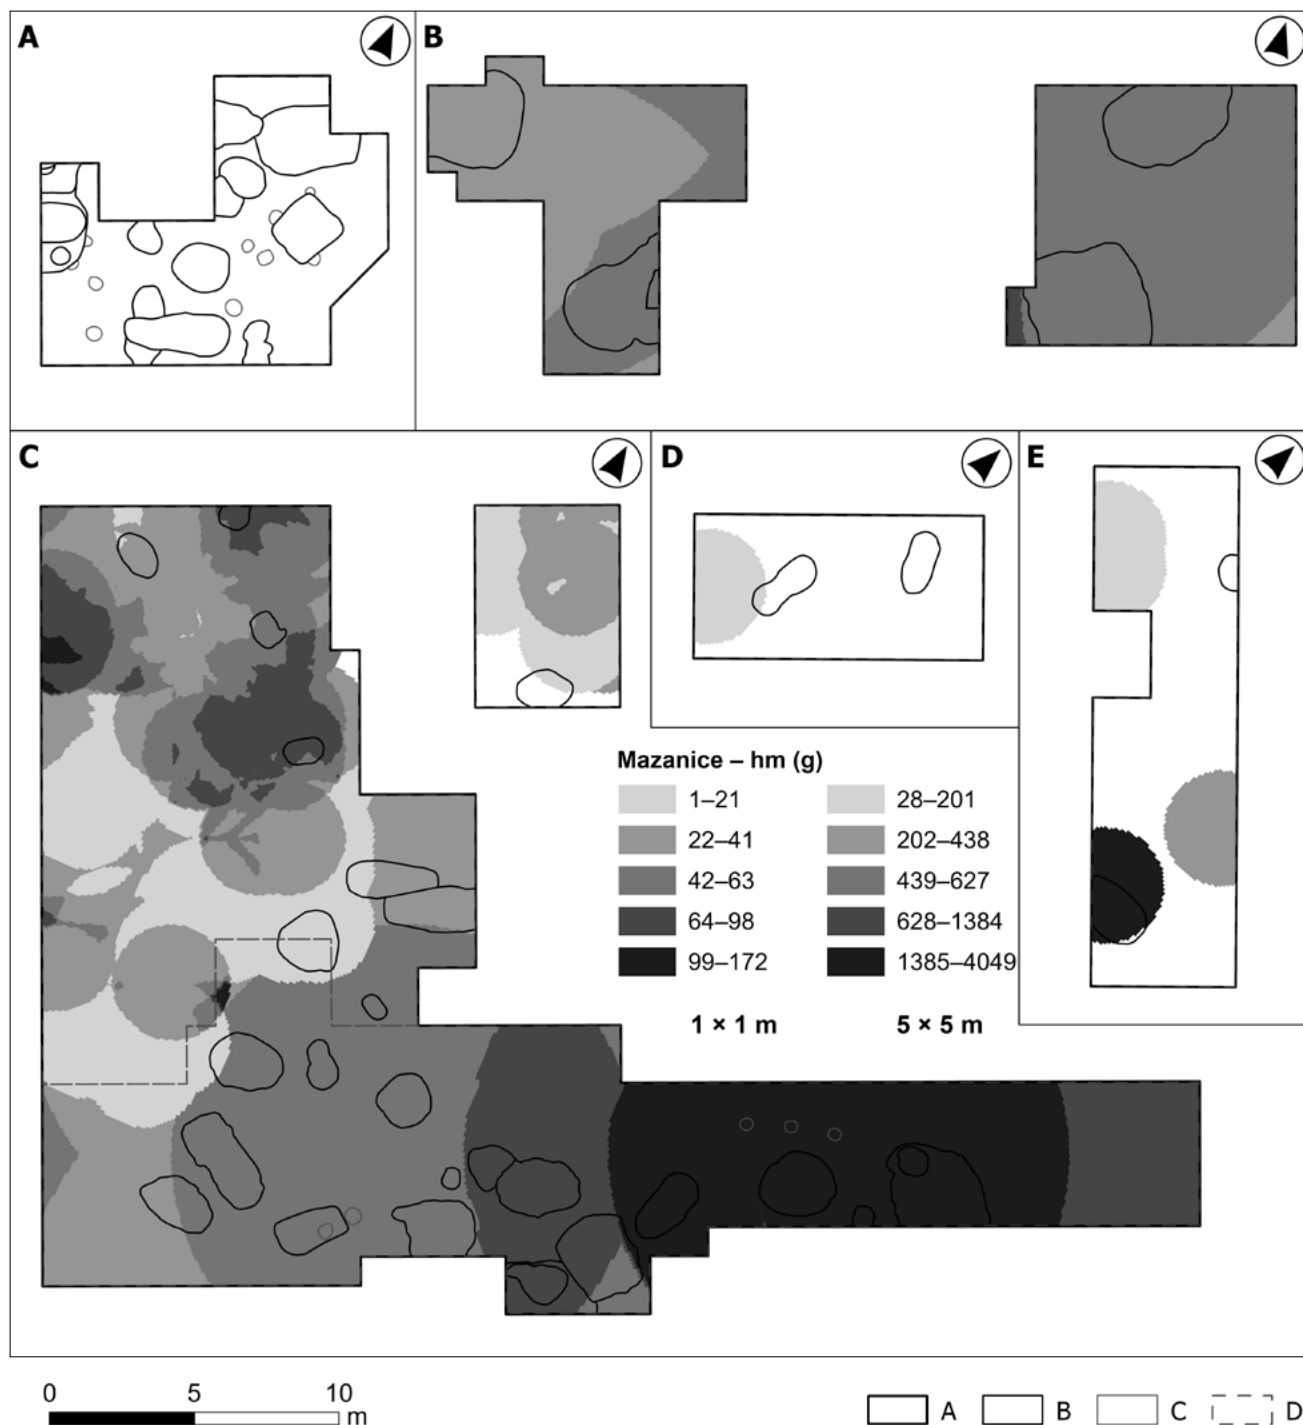 A
B
C
D
E
Mazanice – hm (g)
1–21 28–201
22–41 202–438
42–63 439–627
64–98 628–1384
99–172 1385–4049
1 × 1 m 5 × 5 m
0 5 10 m
A B C D